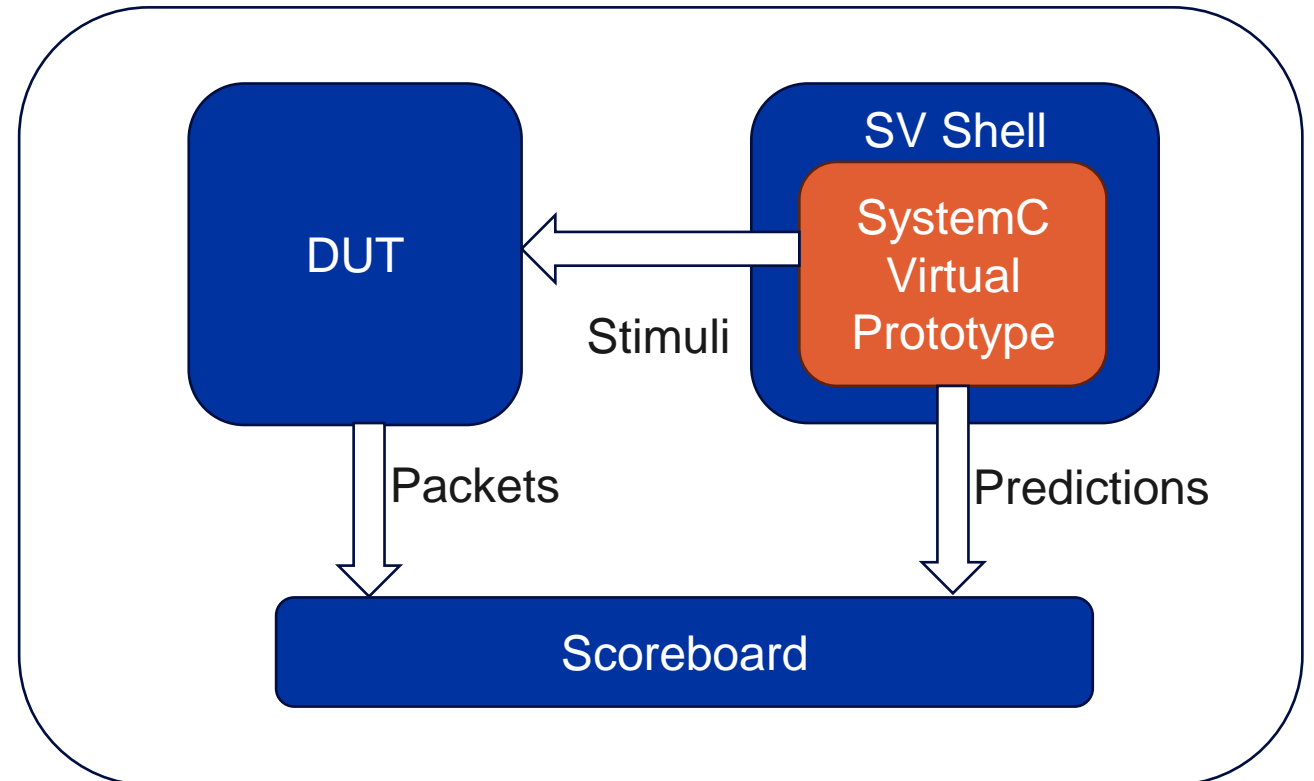 SV Shell
DUT
SystemC
Virtual
Prototype
Stimuli
Packets
Predictions
Scoreboard